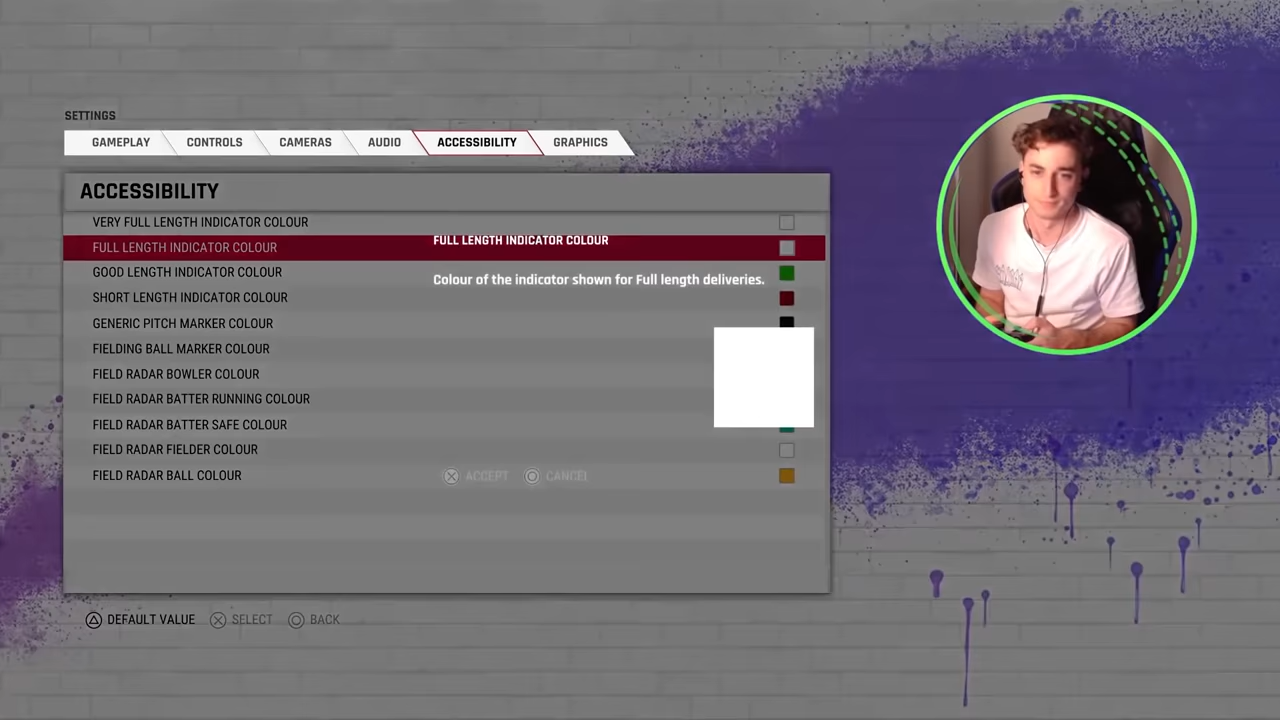 SETTINGS
GAMEPLAY CONTROLS CAMERAS AUDIO ACCESSIBILITY GRAPHICS
ACCESSIBILITY
VERY FULL LENGTH INDICATOR COLOUR
FULL LENGTH INDICATOR COLOUR
FULL LENGTH INDICATOR COLOUR
GOOD LENGTH INDICATOR COLOUR
Colour of the indicator shown for Full length deliveries.
SHORT LENGTH INDICATOR COLOUR
GENERIC PITCH MARKER COLOUR
FIELDING BALL MARKER COLOUR
FIELD RADAR BOWLER COLOUR
FIELD RADAR BATTER RUNNING COLOUR
FIELD RADAR BATTER SAFE COLOUR
FIELD RADAR FIELDER COLOUR
FIELD RADAR BALL COLOUR
ACCEPT CANCEL
DEFAULT VALUE SELECT BACK